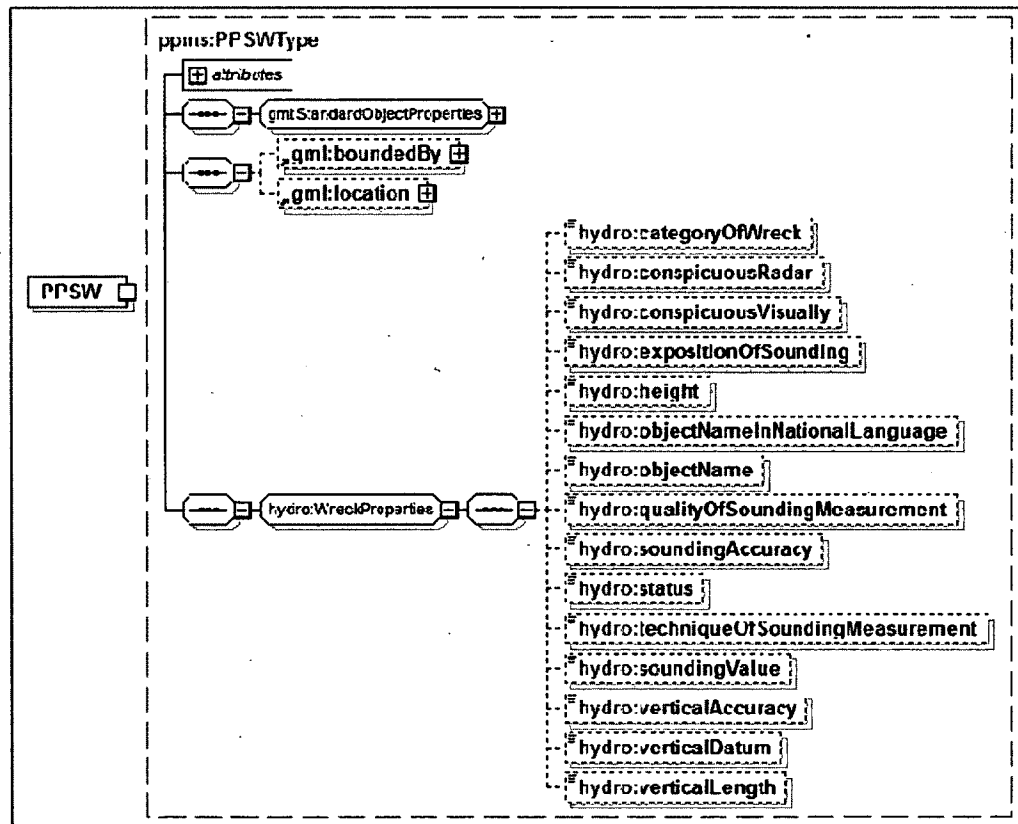 ppms:PPSWType
attributes
gml:StandardObjectProperties
gml:boundedBy
gml:location
PPSW
hydro:WreckProperties
hydro:categoryOfWreck
hydro:conspicuousRadar
hydro:conspicuousVisually
hydro:expositionOfSounding
hydro:height
hydro:objectNameInNationalLanguage
hydro:objectName
hydro:qualityOfSoundingMeasurement
hydro:soundingAccuracy
hydro:status
hydro:techniqueOfSoundingMeasurement
hydro:soundingValue
hydro:verticalAccuracy
hydro:verticalDatum
hydro:verticalLength